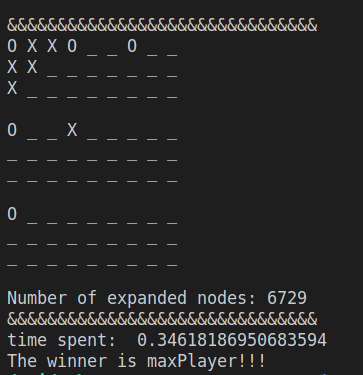 &&&&&&&&&&&&&&&&&&&&&&&&&&&&&&
O X X O _ _ O _ _
X X _ _ _ _ _ _ _
X _ _ _ _ _ _ _ _
O _ _ X _ _ _ _ _
_ _ _ _ _ _ _ _ _
_ _ _ _ _ _ _ _ _
O _ _ _ _ _ _ _ _
_ _ _ _ _ _ _ _ _
_ _ _ _ _ _ _ _ _
Number of expanded nodes: 6729
&&&&&&&&&&&&&&&&&&&&&&&&&&&&&&
time spent:  0.34618186950683594
The winner is maxPlayer!!!